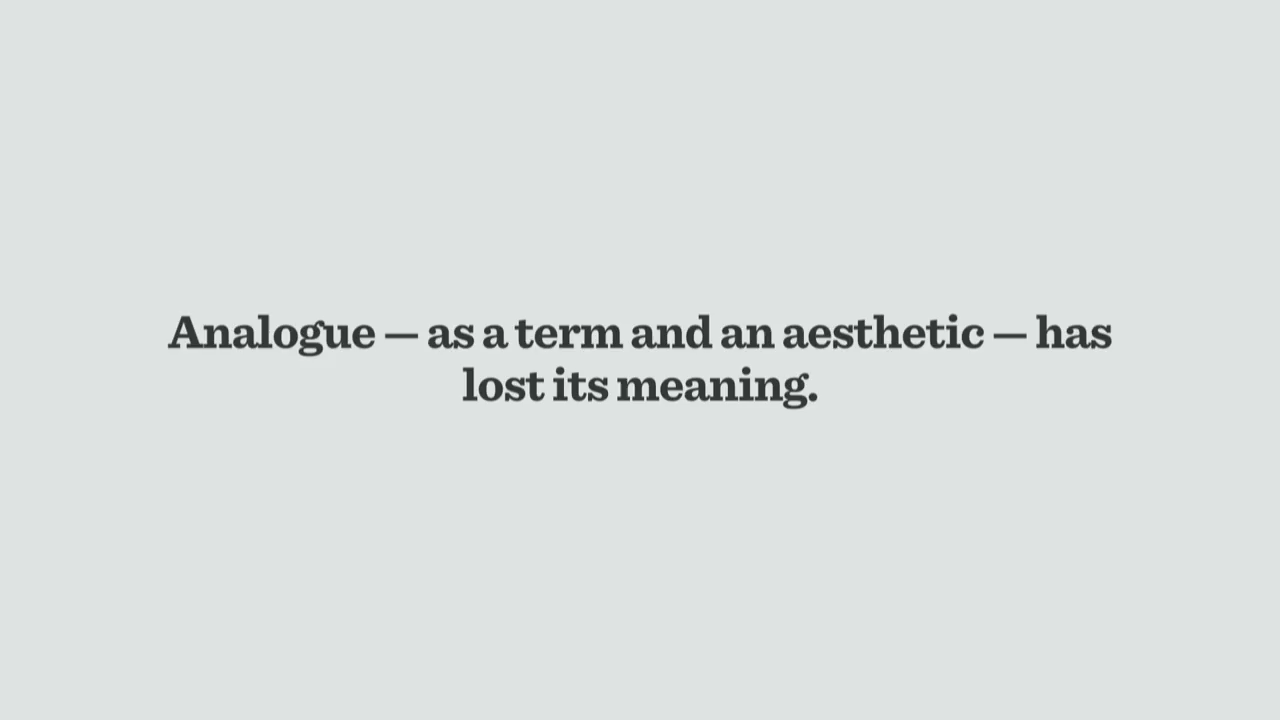 Analogue — as a term and an aesthetic — has
lost its meaning.